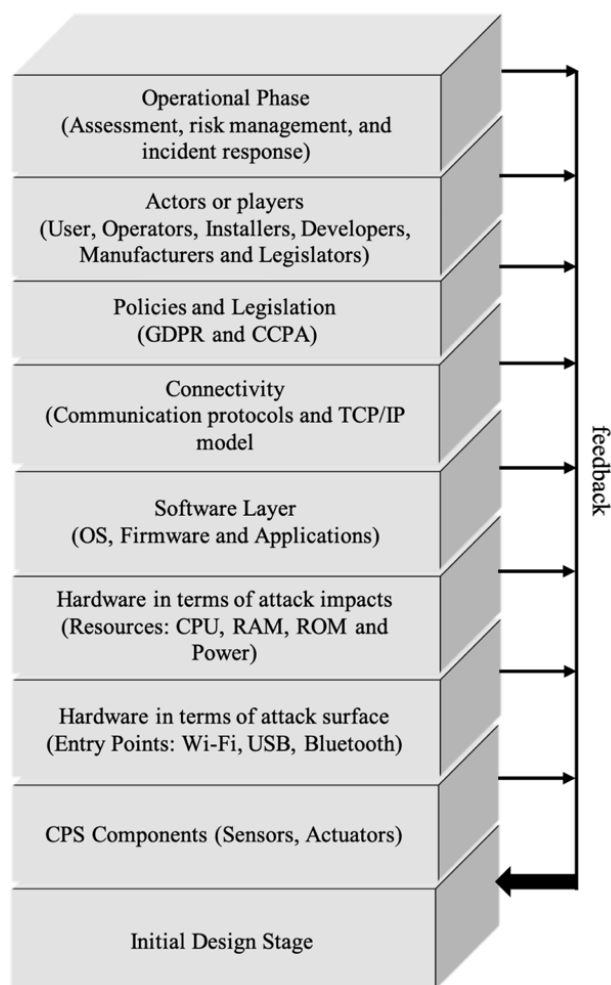 Operational Phase
(Assessment, risk management, and
incident response)
Actors or players
(User, Operators, Installers, Developers,
Manufacturers and Legislators)
Policies and Legislation
(GDPR and CCPA)
Connectivity
(Communication protocols and TCP/IP
model
Software Layer
(OS, Firmware and Applications)
Hardware in terms of attack impacts
(Resources: CPU, RAM, ROM and
Power)
Hardware in terms of attack surface
(Entry Points: Wi-Fi, USB, Bluetooth)
CPS Components (Sensors, Actuators)
Initial Design Stage
feedback